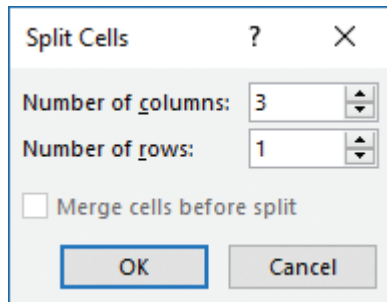 Split Cells ?
Number of columns: 3
Number of rows: 1
Merge cells before split
OK Cancel